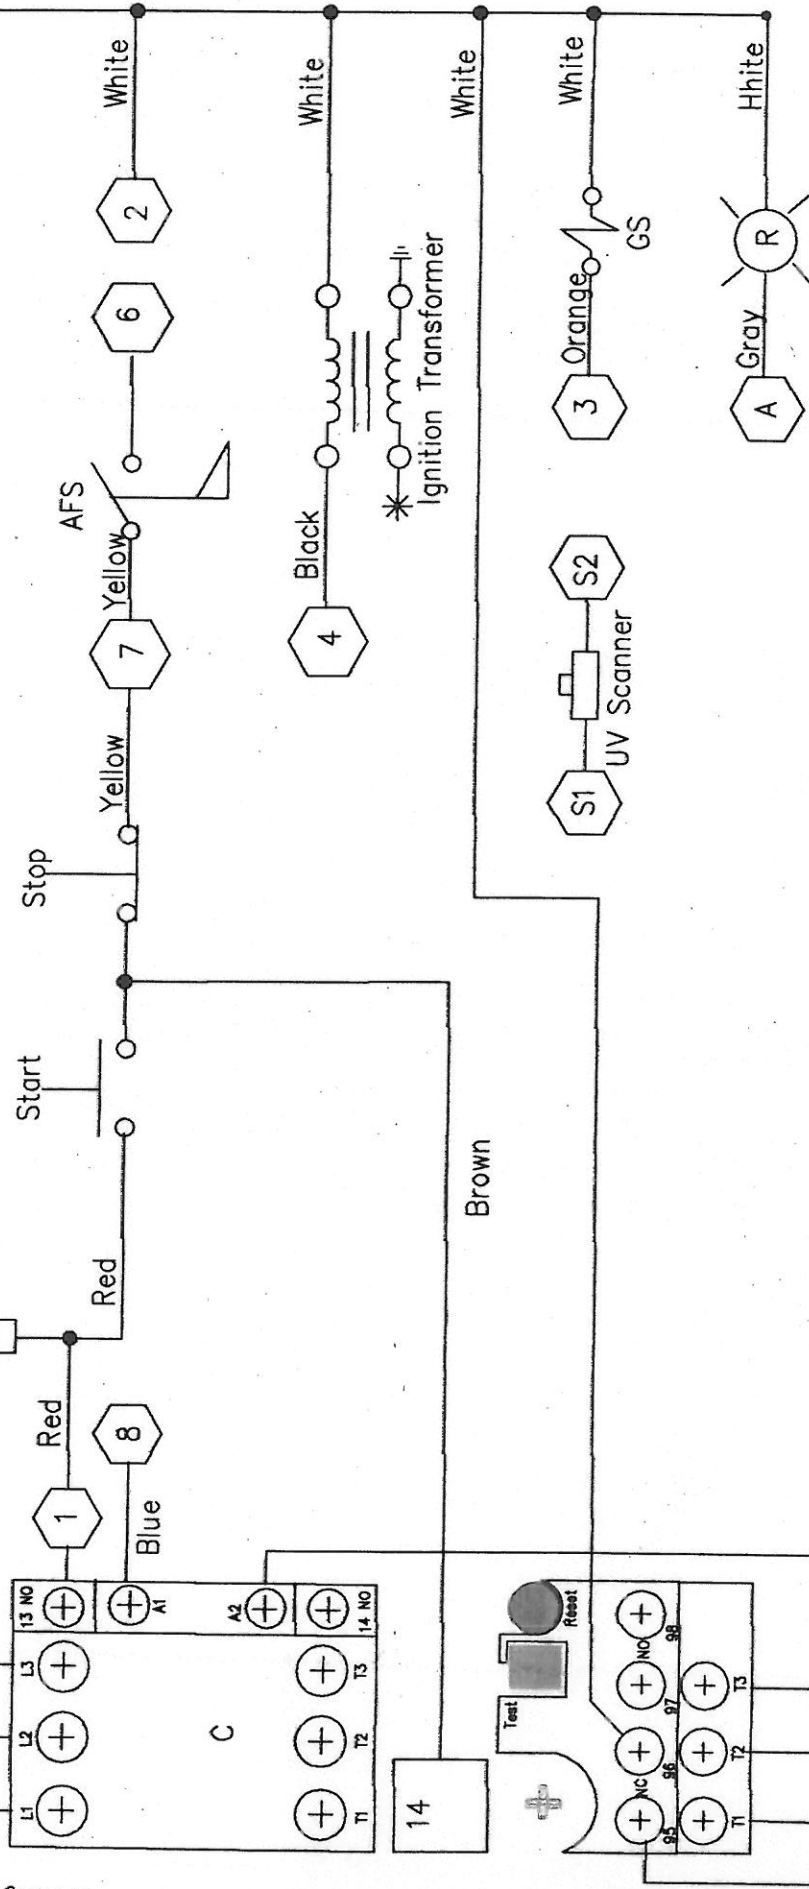 White
White
White
White
Hhite
2
6
AFS
Yellow
7
Yellow
Stop
Start
Red
Red
1
8
Blue
Ignition Transformer
Black
4
Orange
GS
3
R
Gray
A
S2
UV Scanner
S1
Brown
13 NO
A1
A2
14 NO
L3
T3
L2
C
T2
L1
T1
14
Test
Reset
NO
98
97
T3
NC
96
T2
95
T1